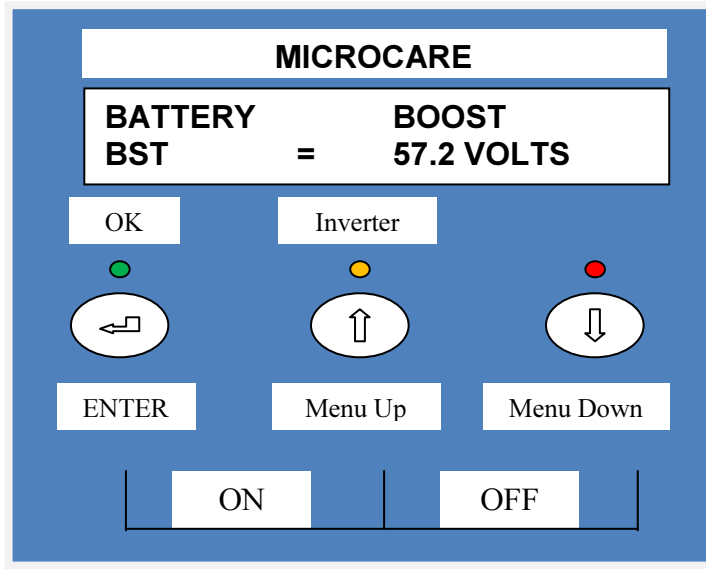 MICROCARE
BATTERY BOOST
BST = 57.2 VOLTS
OK Inverter
ENTER Menu Up Menu Down
ON OFF